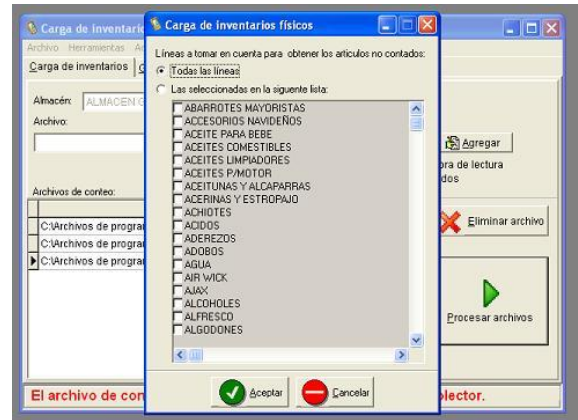 Carga de inventario
Carga de inventarios físicos
Archivo Herramientas
Carga de inventarios
Líneas a tomar en cuenta para obtener los artículos no contados:
Todas las líneas
Las seleccionadas en la siguente lista:
Almacén: ALMACEN G
Archivo:
Agregar
ora de lectura
dos
ABARROTES MAYORISTAS
ACCESORIOS NAVIDEÑOS
ACEITE PARA BEBE
ACEITES COMESTIBLES
ACEITES LIMPIADORES
ACEITES P/MOTOR
ACEITUNAS Y ALCAPARRAS
ACERINAS Y ESTROPAJO
ACHIOTES
ACIDOS
ADEREZOS
ADOBOS
AGUA
AIR WICK
AJAX
ALCOHOLES
ALFRESCO
ALGODONES
Archivos de conteo:
C:\Archivos de progra
C:\Archivos de progra
C:\Archivos de progra
Eliminar archivo
Procesar archivos
Aceptar
Cancelar
El archivo de con
olector.